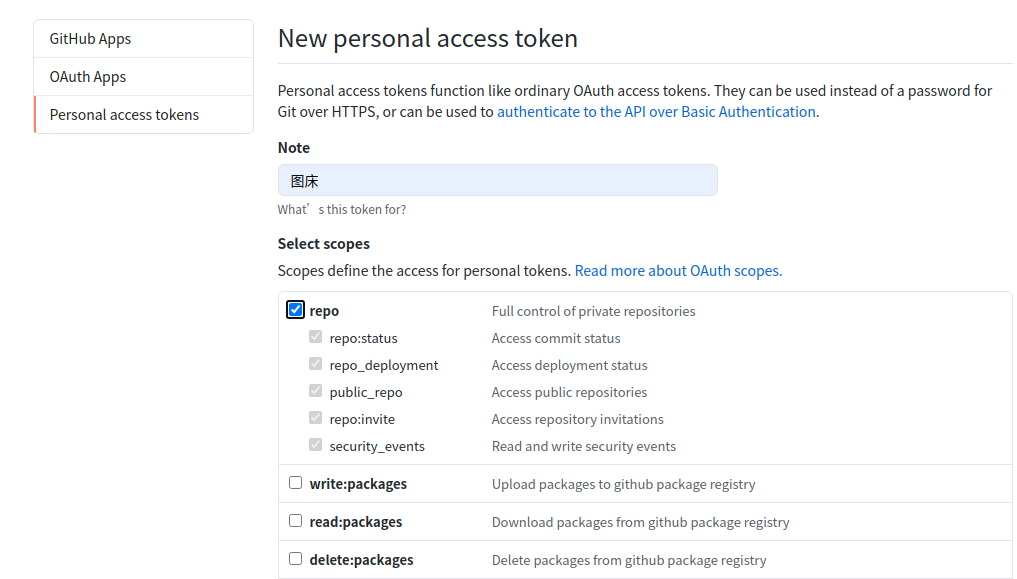 GitHub Apps
OAuth Apps
Personal access tokens
New personal access token
Personal access tokens function like ordinary OAuth access tokens. They can be used instead of a password for
Git over HTTPS, or can be used to authenticate to the API over Basic Authentication.
Note
图床
What’s this token for?
Select scopes
Scopes define the access for personal tokens. Read more about OAuth scopes.
repo Full control of private repositories
repo:status Access commit status
repo_deployment Access deployment status
public_repo Access public repositories
repo:invite Access repository invitations
security_events Read and write security events
write:packages Upload packages to github package registry
read:packages Download packages from github package registry
delete:packages Delete packages from github package registry